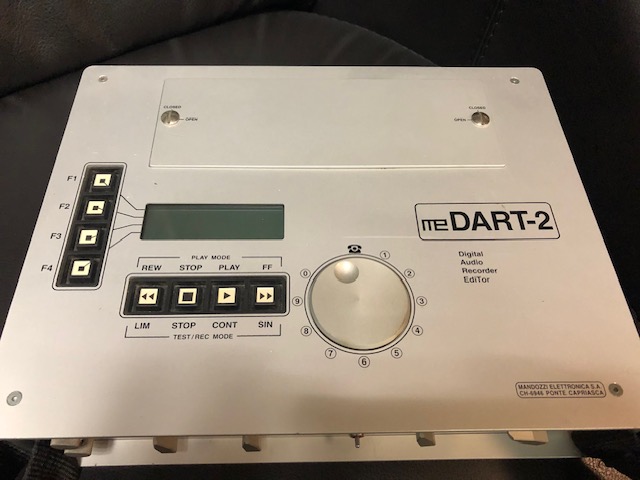 CLOSED
OPEN
CLOSED
OPEN
F1
F2
F3
F4
me DART-2
Digital
Audio
Recorder
EdiTor
PLAY MODE
REW STOP PLAY FF
LIM STOP CONT SIN
TEST/REC MODE
1
2
3
4
5
6
7
8
9
0
MANDOZZI ELETTRONICA S.A.
CH-6946 PONTE CAPRIASCA